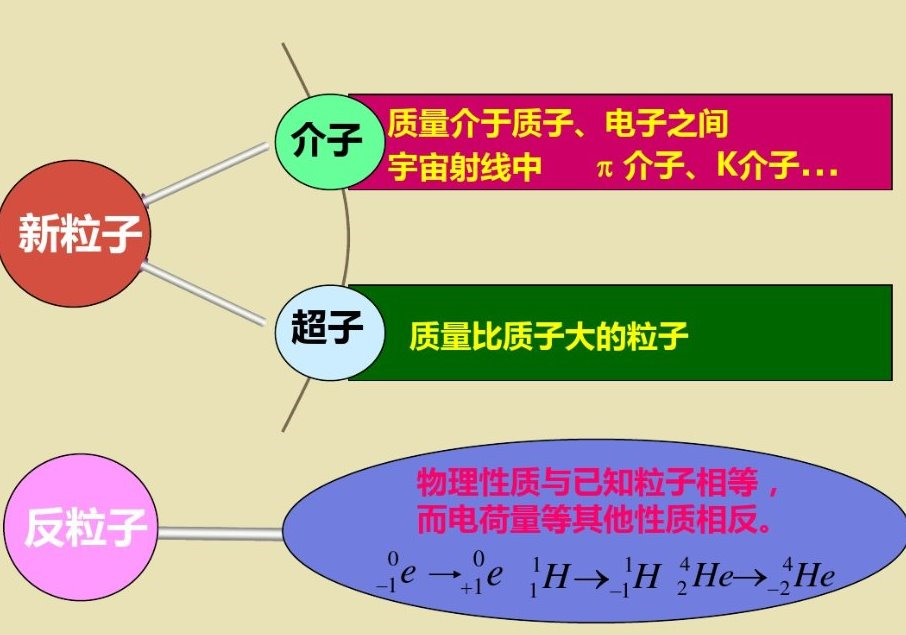 介子
质量介于质子、电子之间
宇宙射线中 π 介子、K介子...
新粒子
超子
质量比质子大的粒子
反粒子
物理性质与已知粒子相等，
而电荷量等其他性质相反。
⁰₋₁e → ⁰₊₁e ¹₁H → ¹₋₁H ⁴₂He → ⁴₋₂He